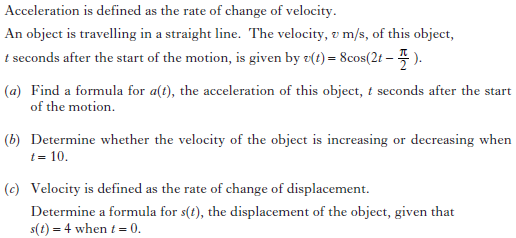 Acceleration is defined as the rate of change of velocity.
An object is travelling in a straight line. The velocity, v m/s, of this object,
t seconds after the start of the motion, is given by v(t) = 8cos(2t – π/2 ).
(a) Find a formula for a(t), the acceleration of this object, t seconds after the start
of the motion.
(b) Determine whether the velocity of the object is increasing or decreasing when
t = 10.
(c) Velocity is defined as the rate of change of displacement.
Determine a formula for s(t), the displacement of the object, given that
s(t) = 4 when t = 0.